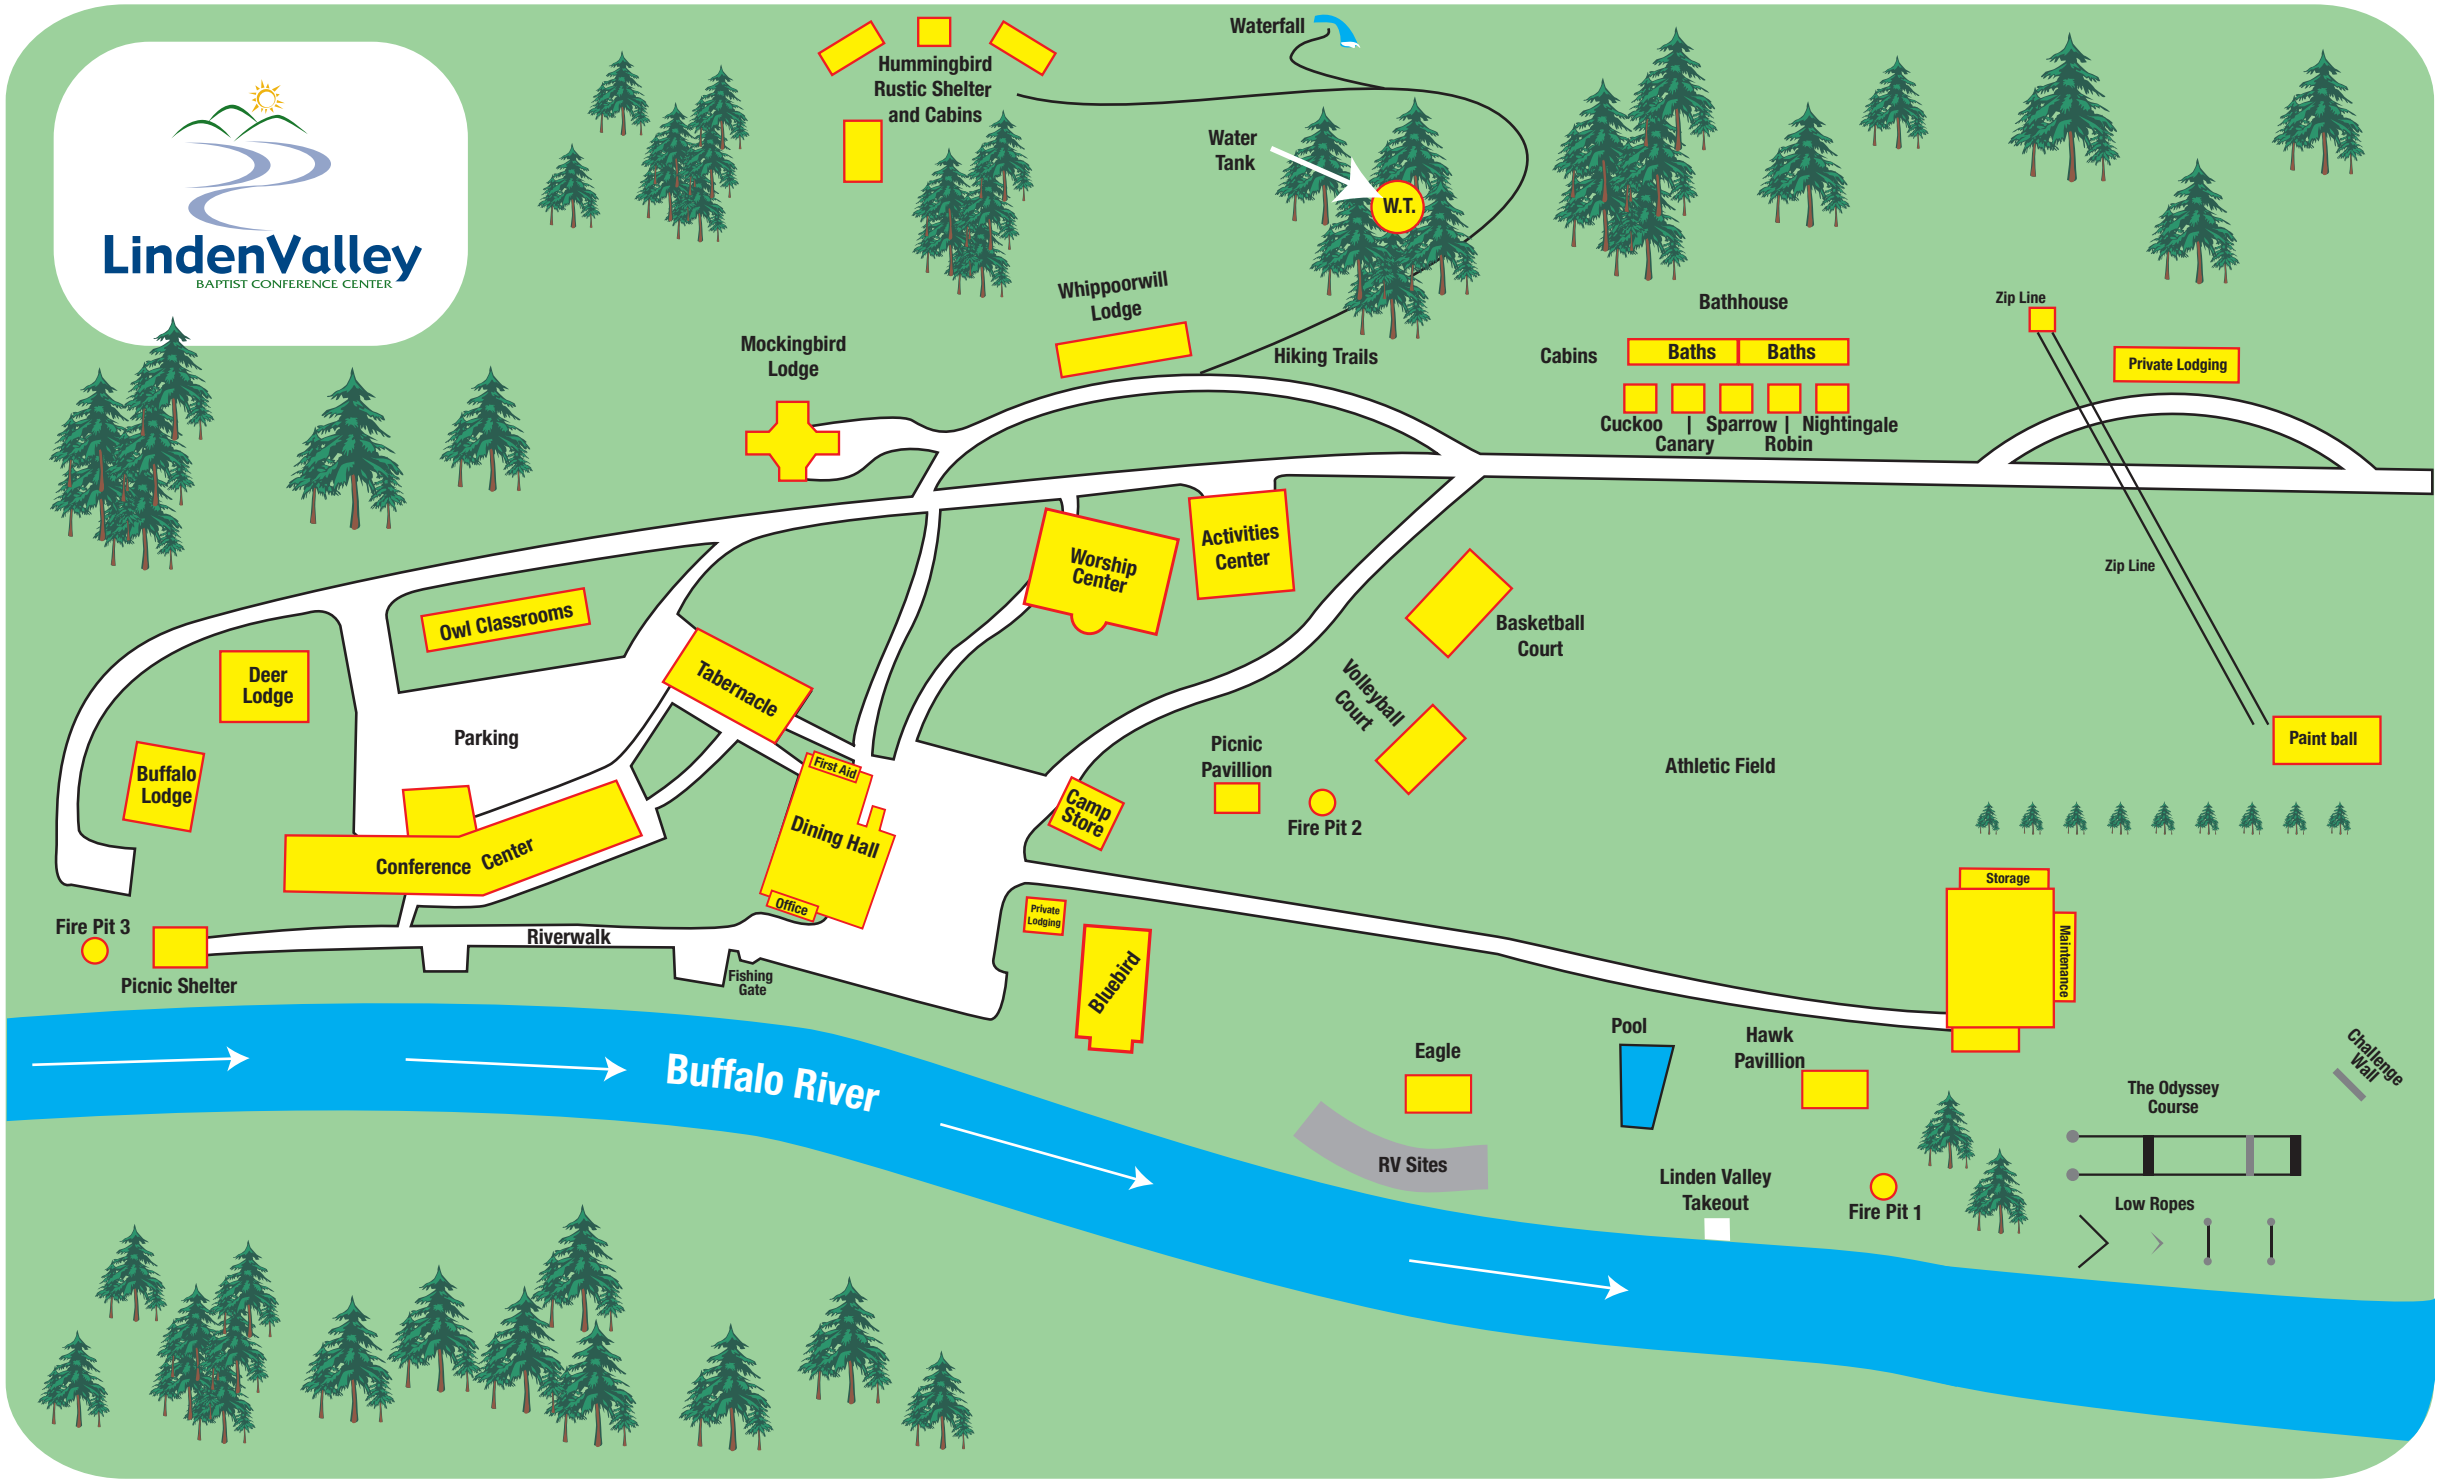 LindenValley
BAPTIST CONFERENCE CENTER
Hummingbird
Rustic Shelter
and Cabins
Waterfall
Water
Tank
W.T.
Whippoorwill
Lodge
Hiking Trails
Mockingbird
Lodge
Bathhouse
Cabins
Baths
Baths
Cuckoo
Canary
Sparrow
Robin
Nightingale
Zip Line
Private Lodging
Zip Line
Paint ball
Activities
Center
Worship
Center
Owl Classrooms
Deer
Lodge
Buffalo
Lodge
Tabernacle
Parking
Basketball
Court
Volleyball
Court
Picnic
Pavillion
Fire Pit 2
Athletic Field
First Aid
Dining Hall
Office
Camp
Store
Conference Center
Fire Pit 3
Picnic Shelter
Riverwalk
Fishing
Gate
Private
Lodging
Bluebird
Storage
Maintenance
Buffalo River
Eagle
RV Sites
Pool
Hawk
Pavillion
Linden Valley
Takeout
Fire Pit 1
Challenge
Wall
The Odyssey
Course
Low Ropes